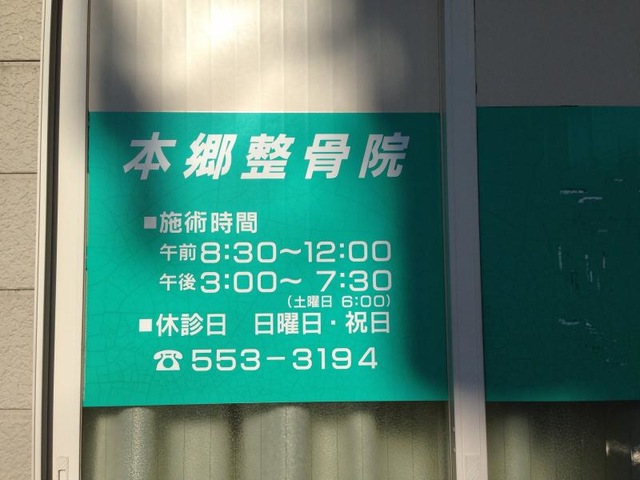 本郷整骨院
■施術時間
午前8:30～12:00
午後3:00～ 7:30
（土曜日 6:00）
■休診日　日曜日・祝日
☎553－3194